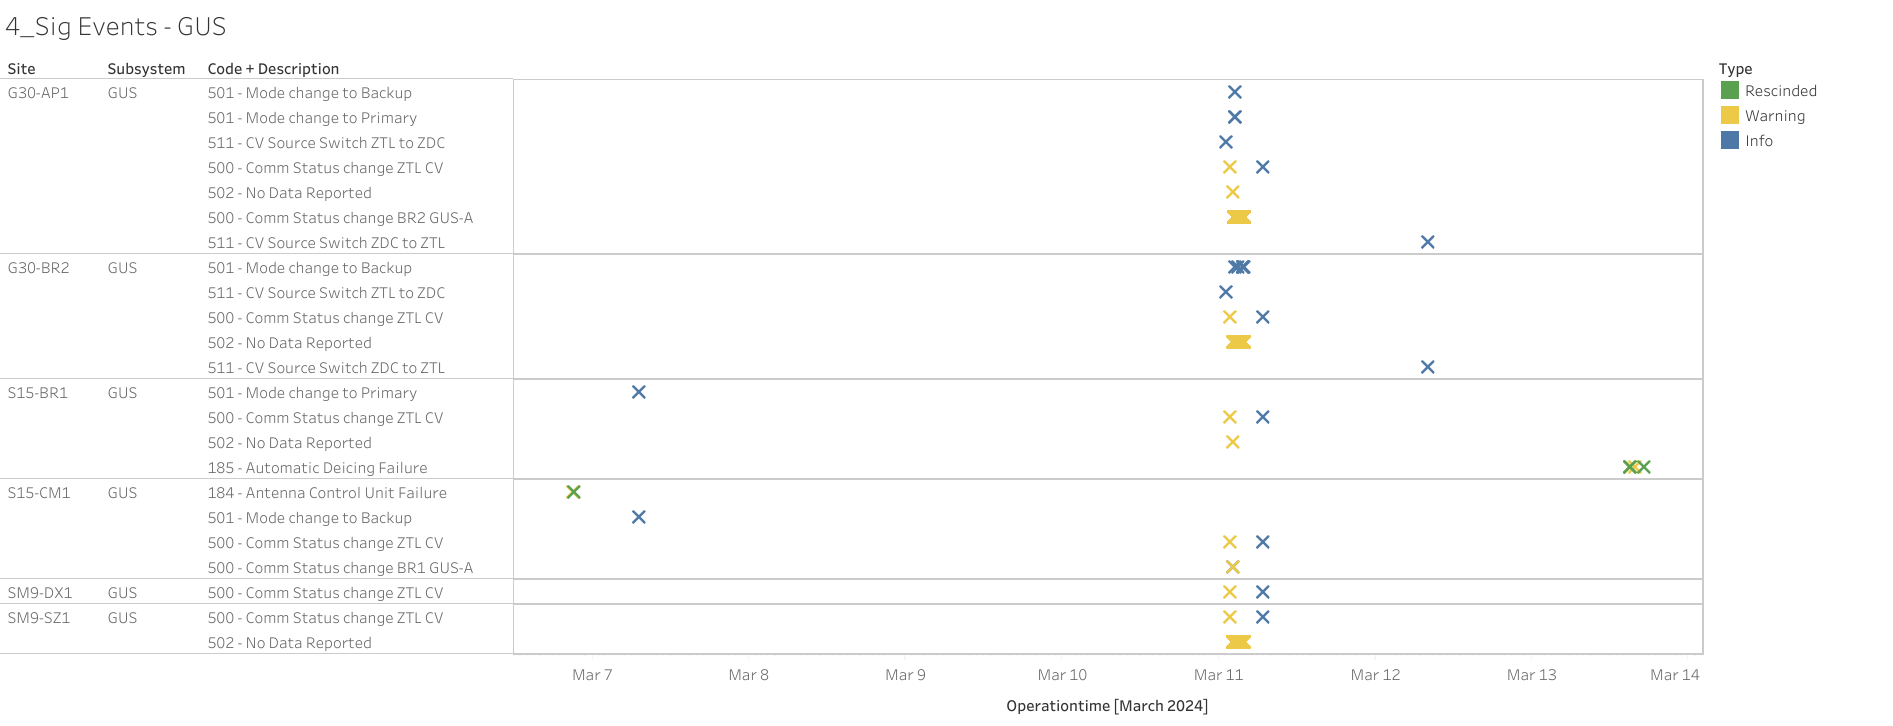 4_Sig Events - GUS
Site Subsystem Code + Description Type
G30-AP1 GUS 501 - Mode change to Backup Rescinded
501 - Mode change to Primary Warning
511 - CV Source Switch ZTL to ZDC Info
500 - Comm Status change ZTL CV
502 - No Data Reported
500 - Comm Status change BR2 GUS-A
511 - CV Source Switch ZDC to ZTL
G30-BR2 GUS 501 - Mode change to Backup
511 - CV Source Switch ZTL to ZDC
500 - Comm Status change ZTL CV
502 - No Data Reported
511 - CV Source Switch ZDC to ZTL
S15-BR1 GUS 501 - Mode change to Primary
500 - Comm Status change ZTL CV
502 - No Data Reported
185 - Automatic Deicing Failure
S15-CM1 GUS 184 - Antenna Control Unit Failure
501 - Mode change to Backup
500 - Comm Status change ZTL CV
500 - Comm Status change BR1 GUS-A
SM9-DX1 GUS 500 - Comm Status change ZTL CV
SM9-SZ1 GUS 500 - Comm Status change ZTL CV
502 - No Data Reported
Mar 7 Mar 8 Mar 9 Mar 10 Mar 11 Mar 12 Mar 13 Mar 14
Operationtime [March 2024]